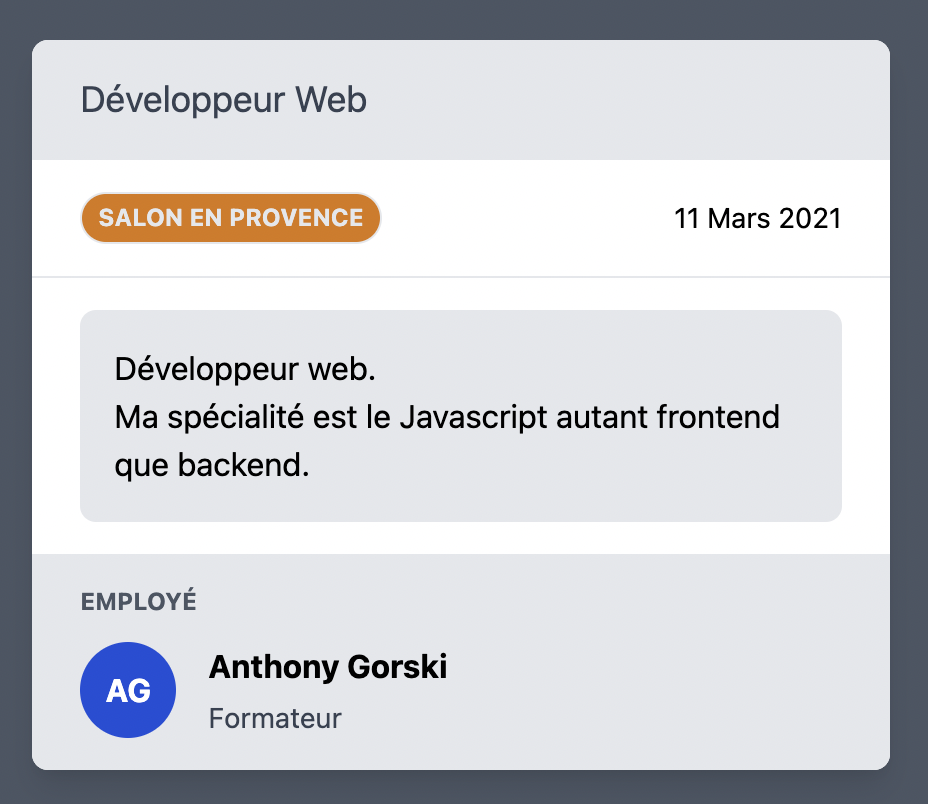 Développeur Web
SALON EN PROVENCE
11 Mars 2021
Développeur web.
Ma spécialité est le Javascript autant frontend
que backend.
EMPLOYÉ
AG
Anthony Gorski
Formateur